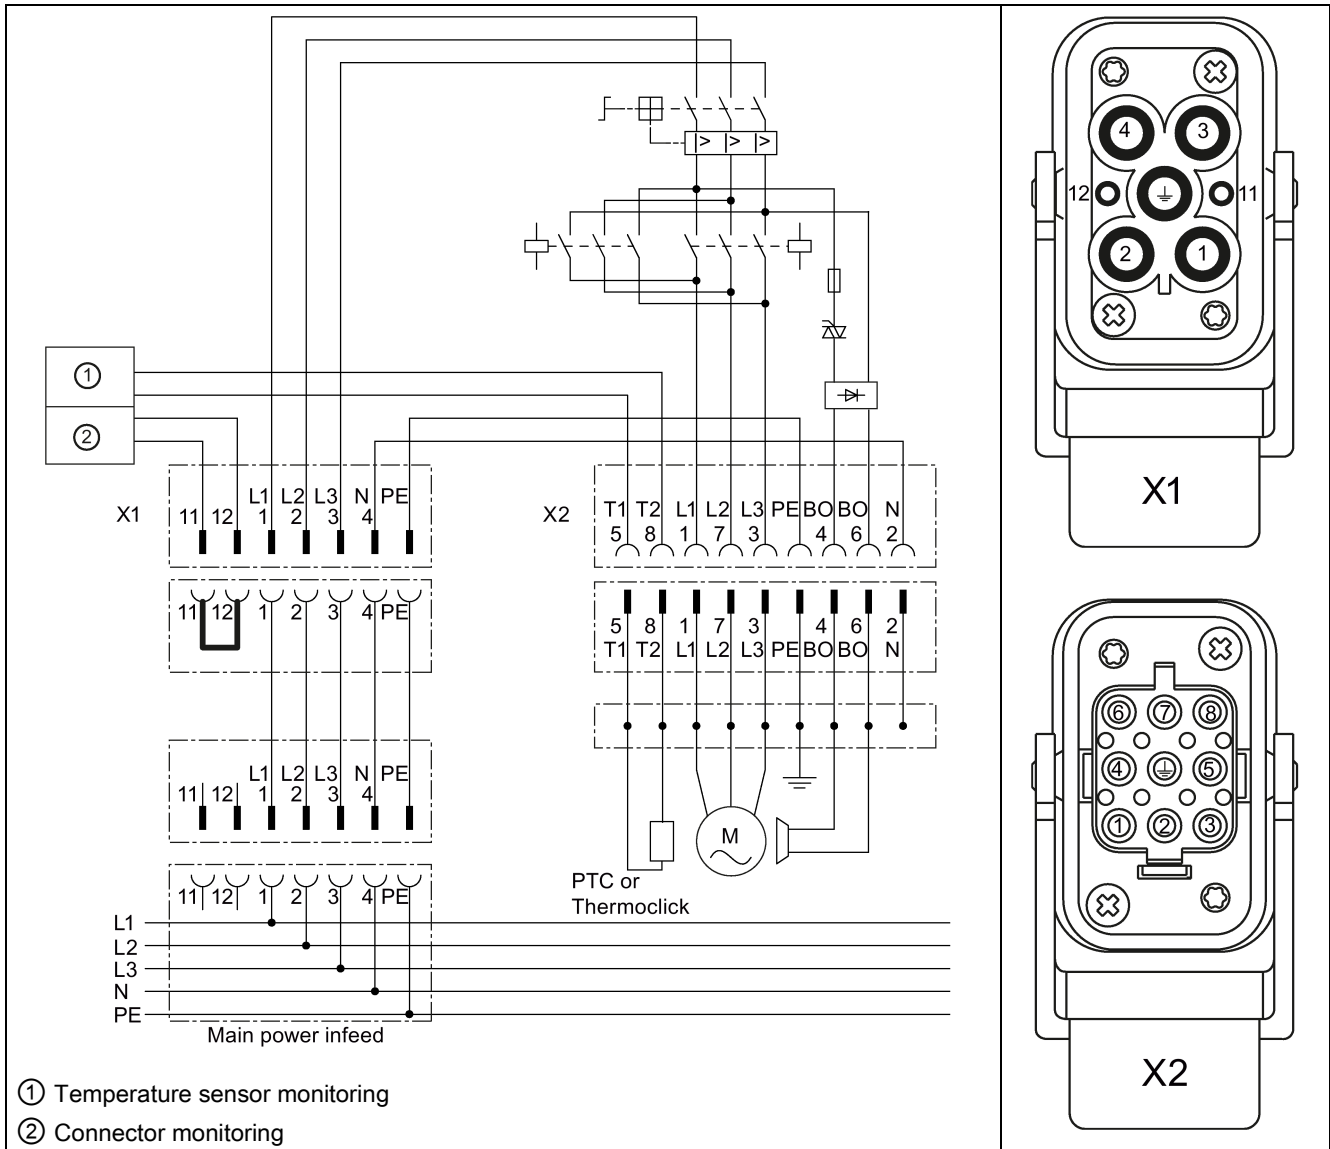 ①
②
L1 L2 L3 N PE
X1 11 12 1 2 3 4
11 12 1 2 3 4 PE
L1 L2 L3 N PE
11 12 1 2 3 4
11 12 1 2 3 4 PE
L1
L2
L3
N
PE
Main power infeed
X2
T1 T2 L1 L2 L3 PE BO BO N
5 8 1 7 3 4 6 2
5 8 1 7 3 4 6 2
T1 T2 L1 L2 L3 PE BO BO N
M
PTC or
Thermoclick
① Temperature sensor monitoring
② Connector monitoring
4 3
12 11
2 1
X1
6 7 8
4 5
1 2 3
X2